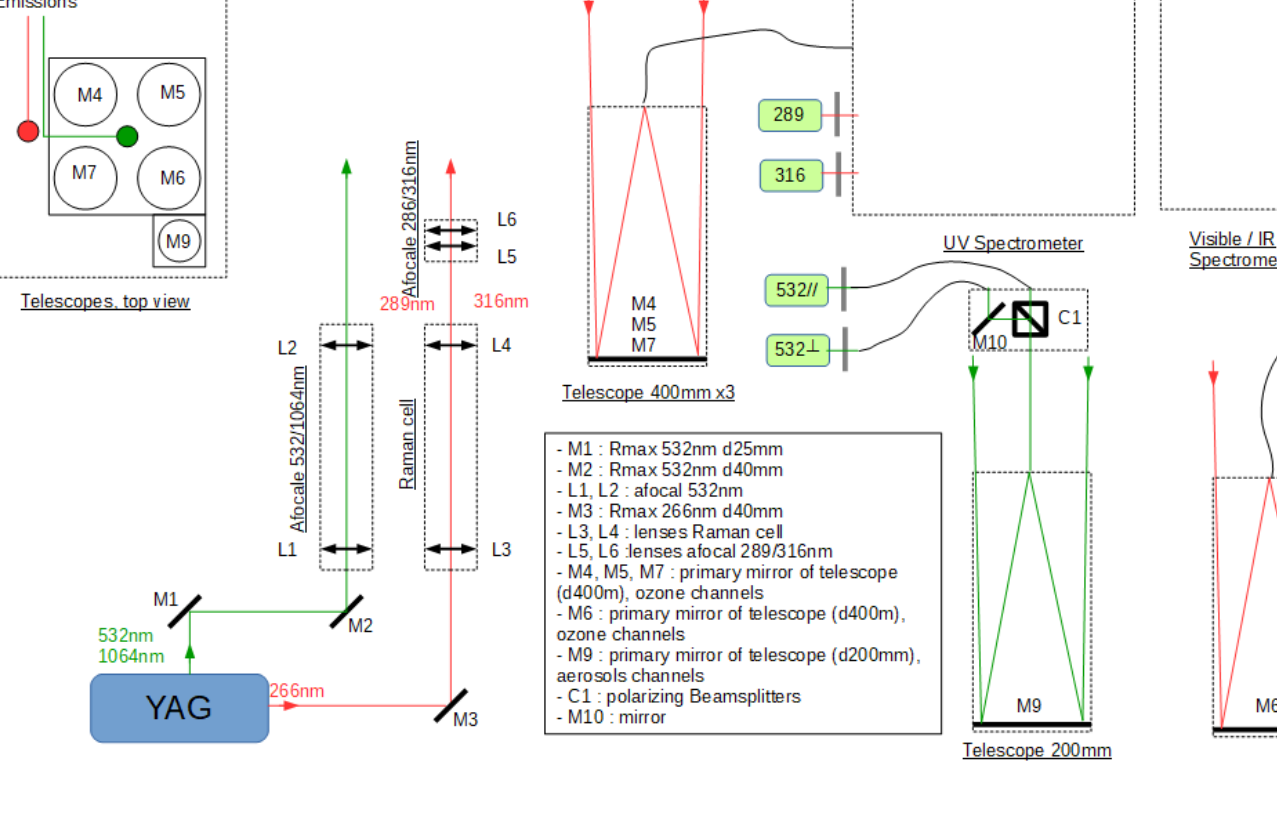 Emissions
M4
M5
M7
M6
M9
Telescopes, top view
Afocale 286/316nm
L6
L5
289nm
316nm
L2
L4
Afocale 532/1064nm
Raman cell
L1
L3
M1
M2
532nm
1064nm
YAG
266nm
M3
289
316
M4
M5
M7
Telescope 400mm x3
UV Spectrometer
Visible / IR
532//
532⊥
M10
C1
- M1 : Rmax 532nm d25mm
- M2 : Rmax 532nm d40mm
- L1, L2 : afocal 532nm
- M3 : Rmax 266nm d40mm
- L3, L4 : lenses Raman cell
- L5, L6 :lenses afocal 289/316nm
- M4, M5, M7 : primary mirror of telescope
(d400m), ozone channels
- M6 : primary mirror of telescope (d400m),
ozone channels
- M9 : primary mirror of telescope (d200mm),
aerosols channels
- C1 : polarizing Beamsplitters
- M10 : mirror
M9
Telescope 200mm
M6